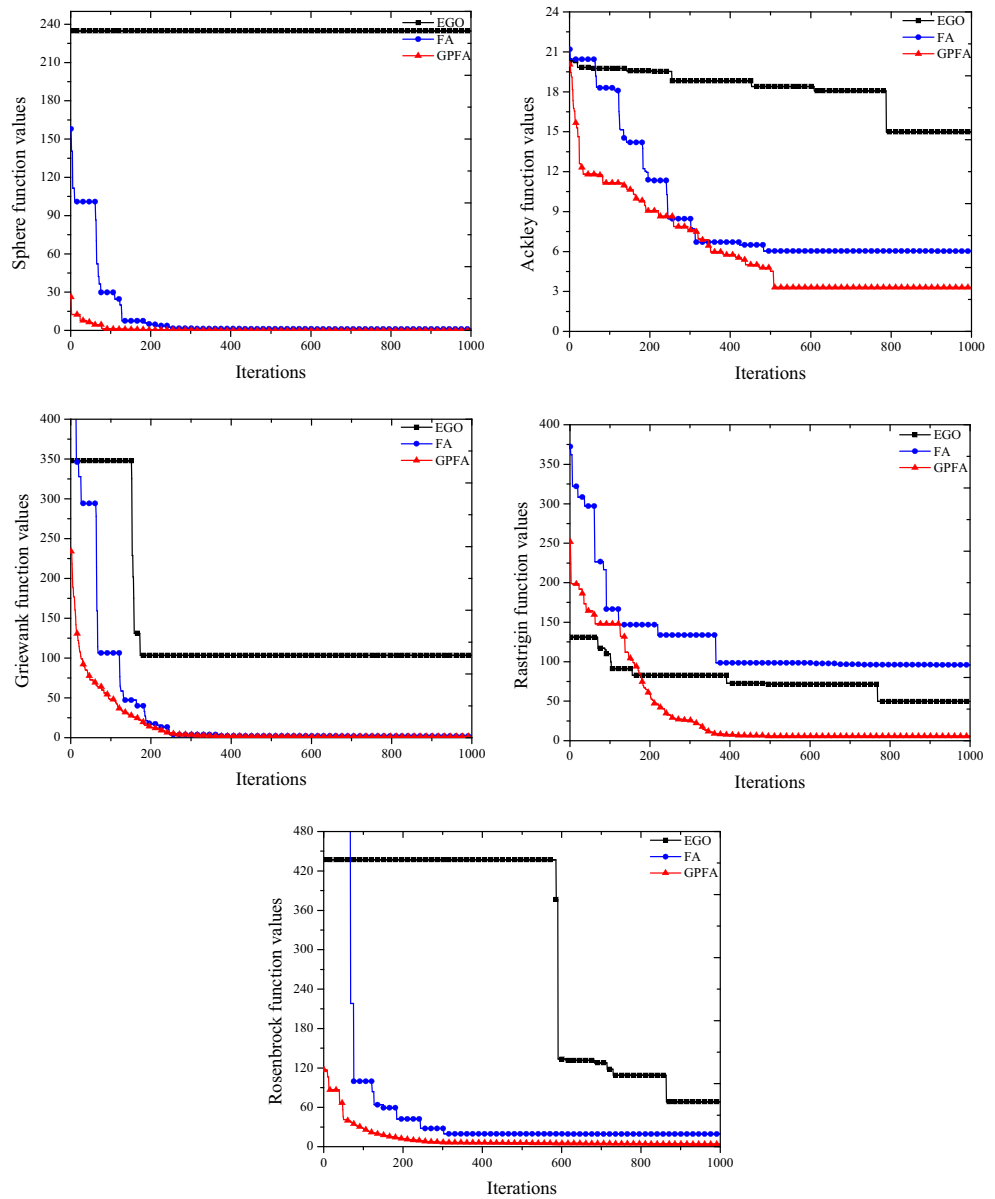 240
210
180
150
120
90
60
30
0
Sphere function values
EGO
FA
GPFA
0 200 400 600 800 1000
Iterations
24
21
18
15
12
9
6
3
0
Ackley function values
EGO
FA
GPFA
0 200 400 600 800 1000
Iterations
400
350
300
250
200
150
100
50
0
Griewank function values
EGO
FA
GPFA
0 200 400 600 800 1000
Iterations
400
350
300
250
200
150
100
50
0
Rastrigin function values
EGO
FA
GPFA
0 200 400 600 800 1000
Iterations
480
420
360
300
240
180
120
60
0
Rosenbrock function values
EGO
FA
GPFA
0 200 400 600 800 1000
Iterations